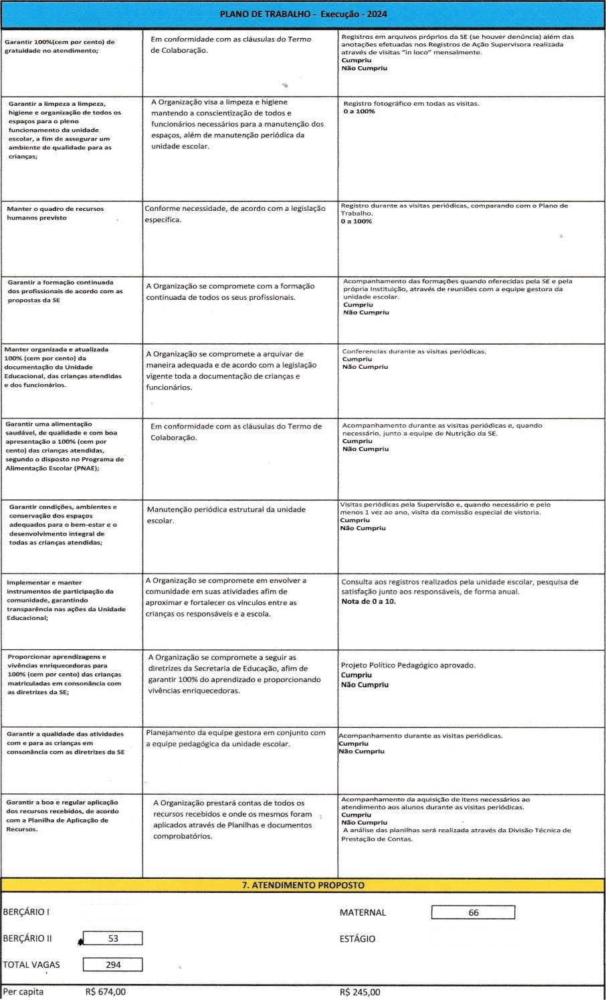 PLANO DE TRABALHO - Execução - 2024
Garantir 100%(cem por cento) de
gratuidade no atendimento;
Em conformidade com as cláusulas do Termo
de Colaboração.
Registros em arquivos próprios da SE (se houver denúncia) além das
anotações efetuadas nos Registros de Ação Supervisora realizada
através de visitas “in loco” mensalmente.
Cumpriu
Não Cumpriu
Garantir a limpeza a limpeza,
higiene e organização de todos os
espaços para o pleno
funcionamento da unidade
escolar, a fim de assegurar um
ambiente de qualidade para as
crianças;
A Organização visa a limpeza e higiene
mantendo a conscientização de todos e
funcionários necessários para a manutenção dos
espaços, além de manutenção periódica da
unidade escolar.
Registro fotográfico em todas as visitas.
0 a 100%
Manter o quadro de recursos
humanos previsto
Conforme necessidade, de acordo com a legislação
específica.
Registro durante as visitas periódicas, comparando com o Plano de
Trabalho.
0 a 100%
Garantir a formação continuada
dos profissionais de acordo com as
propostas da SE
A Organização se compromete com a formação
continuada de todos os seus profissionais.
Acompanhamento das formações quando oferecidas pela SE e pela
própria Instituição, através de reuniões com a equipe gestora da
unidade escolar.
Cumpriu
Não Cumpriu
Manter organizada e atualizada
100% (cem por cento) da
documentação da Unidade
Educacional, das crianças atendidas
e dos funcionários.
A Organização se compromete a arquivar de
maneira adequada e de acordo com a legislação
vigente toda a documentação de crianças e
funcionários.
Conferencias durante as visitas periódicas.
Cumpriu
Não Cumpriu
Garantir uma alimentação
saudável, de qualidade e com boa
apresentação a 100% (cem por
cento) das crianças atendidas,
segundo o disposto no Programa de
Alimentação Escolar (PNAE);
Em conformidade com as cláusulas do Termo de
Colaboração.
Acompanhamento durante as visitas periódicas e, quando
necessário, junto a equipe de Nutrição da SE.
Cumpriu
Não Cumpriu
Garantir condições, ambientes e
conservação dos espaços
adequados para o bem-estar e o
desenvolvimento integral de
todas as crianças atendidas;
Manutenção periódica estrutural da unidade
escolar.
Visitas periódicas pela Supervisão e, quando necessário e pelo
menos 1 vez ao ano, visita da comissão especial de vistoria.
Cumpriu
Não Cumpriu
Implementar e manter
instrumentos de participação da
comunidade, garantindo
transparência nas ações da Unidade
Educacional;
A Organização se compromete em envolver a
comunidade em suas atividades afim de
aproximar e fortalecer os vínculos entre as
crianças os responsáveis e a escola.
Consulta aos registros realizados pela unidade escolar, pesquisa de
satisfação junto aos responsáveis, de forma anual.
Nota de 0 a 10.
Proporcionar aprendizagens e
vivências enriquecedoras para
100% (cem por cento) das crianças
matriculadas em consonância com
as diretrizes da SE;
A Organização se compromete a seguir as
diretrizes da Secretaria de Educação, afim de
garantir 100% do aprendizado e proporcionando
vivências enriquecedoras.
Projeto Político Pedagógico aprovado.
Cumpriu
Não Cumpriu
Garantir a qualidade das atividades
com e para as crianças em
consonância com as diretrizes da SE
Planejamento da equipe gestora em conjunto com
a equipe pedagógica da unidade escolar.
Acompanhamento durante as visitas periódicas.
Cumpriu
Não Cumpriu
Garantir a boa e regular aplicação
dos recursos recebidos, de acordo
com a Planilha de Aplicação de
Recursos.
A Organização prestará contas de todos os
recursos recebidos e onde os mesmos foram
aplicados através de Planilhas e documentos
comprobatórios.
Acompanhamento da aquisição de itens necessários ao
atendimento aos alunos durante as visitas periódicas.
Cumpriu
Não Cumpriu
A análise das planilhas será realizada através da Divisão Técnica de
Prestação de Contas.
7. ATENDIMENTO PROPOSTO
BERÇÁRIO I
MATERNAL 66
BERÇÁRIO II 53
ESTÁGIO
TOTAL VAGAS 294
Per capita R$ 674,00 R$ 245,00